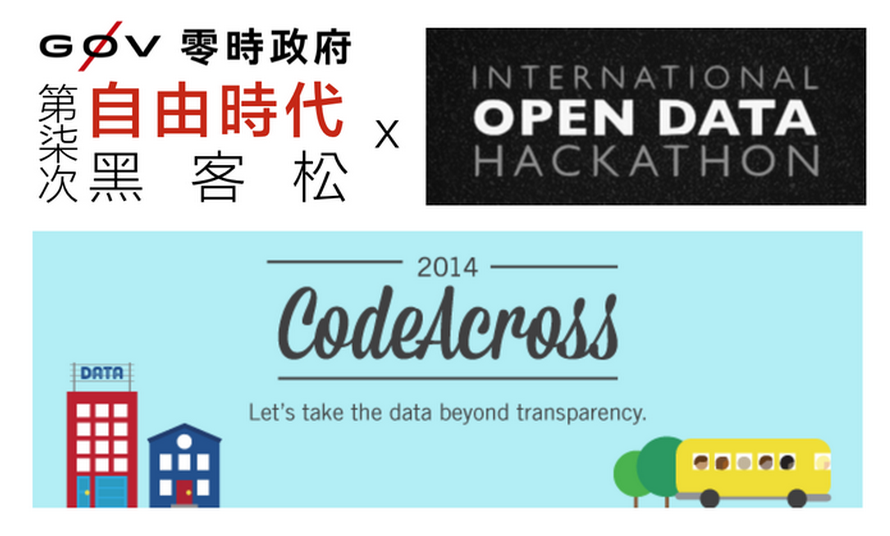 GØV 零時政府
第柒次
自由時代
黑客松
X
INTERNATIONAL
OPEN DATA
HACKATHON
2014
CodeAcross
Let's take the data beyond transparency.
DATA